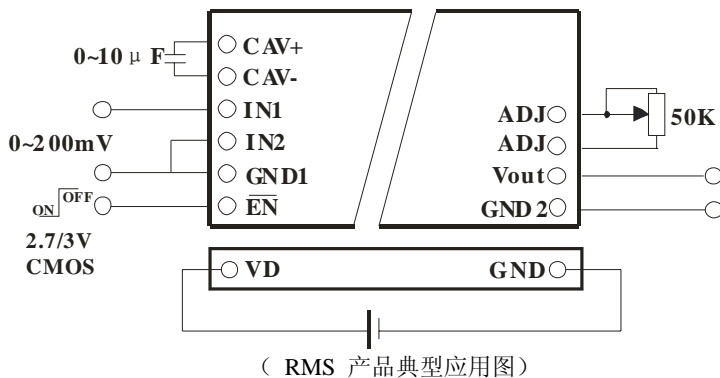 0~10 μ F
CAV+
CAV-
IN1
IN2
GND1
EN
0~200mV
ON OFF
2.7/3V
CMOS
ADJ
ADJ
50K
Vout
GND2
VD
GND
( RMS 产品典型应用图)